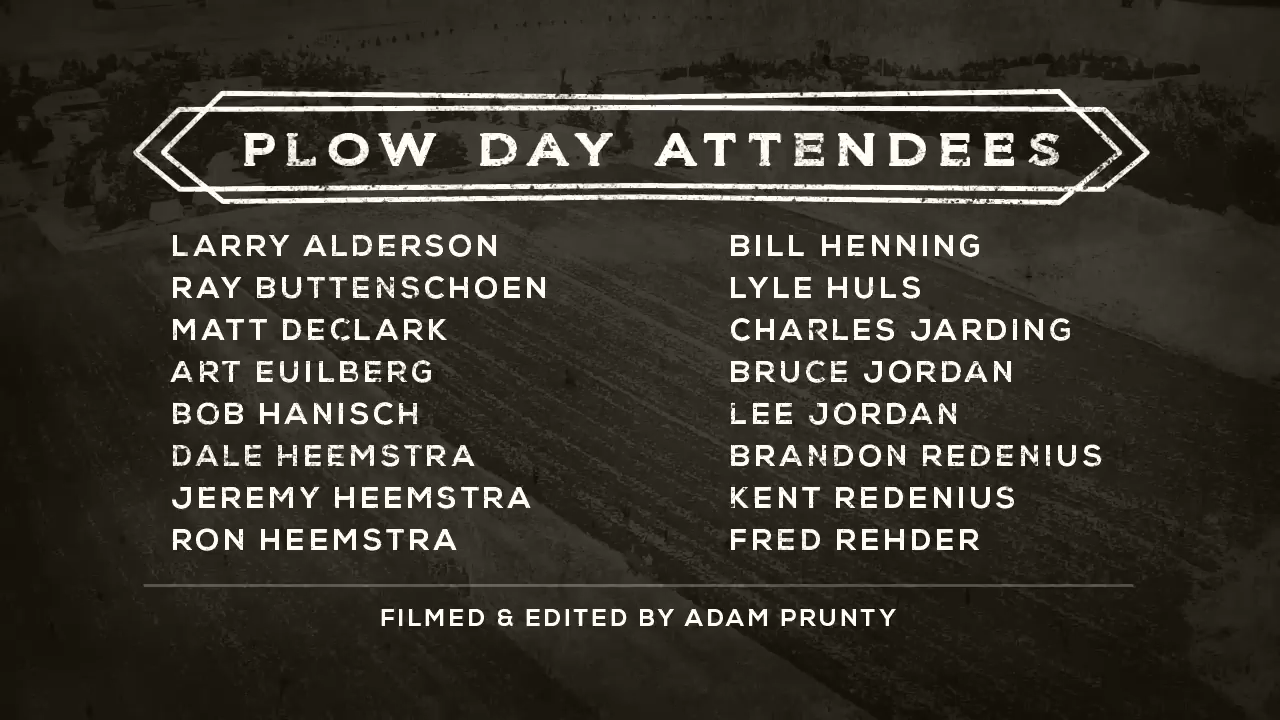 PLOW DAY ATTENDEES
LARRY ALDERSON
RAY BUTTENSCHOEN
MATT DECLARK
ART EUILBERG
BOB HANISCH
DALE HEEMSTRA
JEREMY HEEMSTRA
RON HEEMSTRA
BILL HENNING
LYLE HULS
CHARLES JARDING
BRUCE JORDAN
LEE JORDAN
BRANDON REDENIUS
KENT REDENIUS
FRED REHDER
FILMED & EDITED BY ADAM PRUNTY